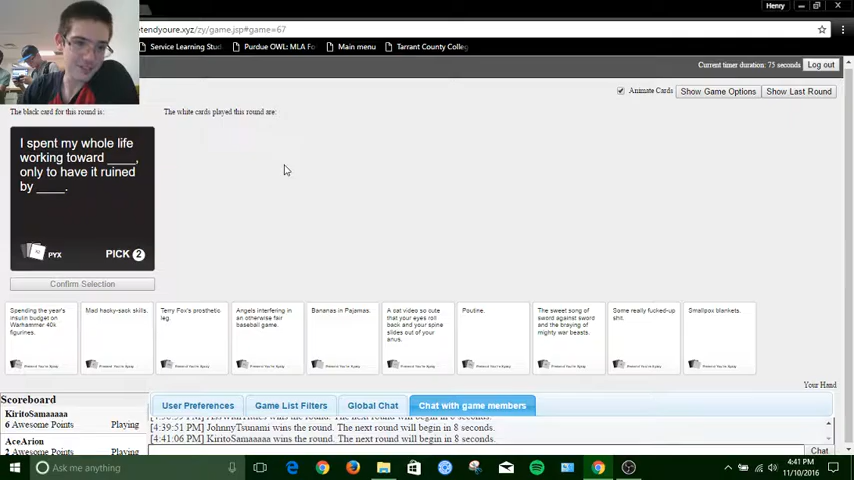 Henry
etendyoure.xyz/zy/game.jsp#game=67
Service Learning Stud
Purdue OWL: MLA Fo
Main menu
Tarrant County Colleg
Current timer duration: 75 seconds
Log out
Animate Cards
Show Game Options
Show Last Round
The black card for this round is:
The white cards played this round are:
I spent my whole life
working toward ____,
only to have it ruined
by ____.
PYX
PICK 2
Confirm Selection
Spending the year's
insulin budget on
Warhammer 40k
figurines.
Mad hacky-sack skills.
Terry Fox's prosthetic
leg.
Angels interfering in
an otherwise fair
baseball game.
Bananas in Pajamas.
A cat video so cute
that your eyes roll
back and your spine
slides out of your
anus.
Poutine.
The sweet song of
sword against sword
and the braying of
mighty war beasts.
Some really fucked-up
shit.
Smallpox blankets.
Your Hand
Scoreboard
KiritoSamaaaaa
6 Awesome Points
Playing
AceArion
2 Awesome Points
Playing
User Preferences
Game List Filters
Global Chat
Chat with game members
[4:39:51 PM] JohnnyTsunami wins the round. The next round will begin in 8 seconds.
[4:41:06 PM] KiritoSamaaaaa wins the round. The next round will begin in 8 seconds.
Chat
Ask me anything
4:41 PM
11/10/2016